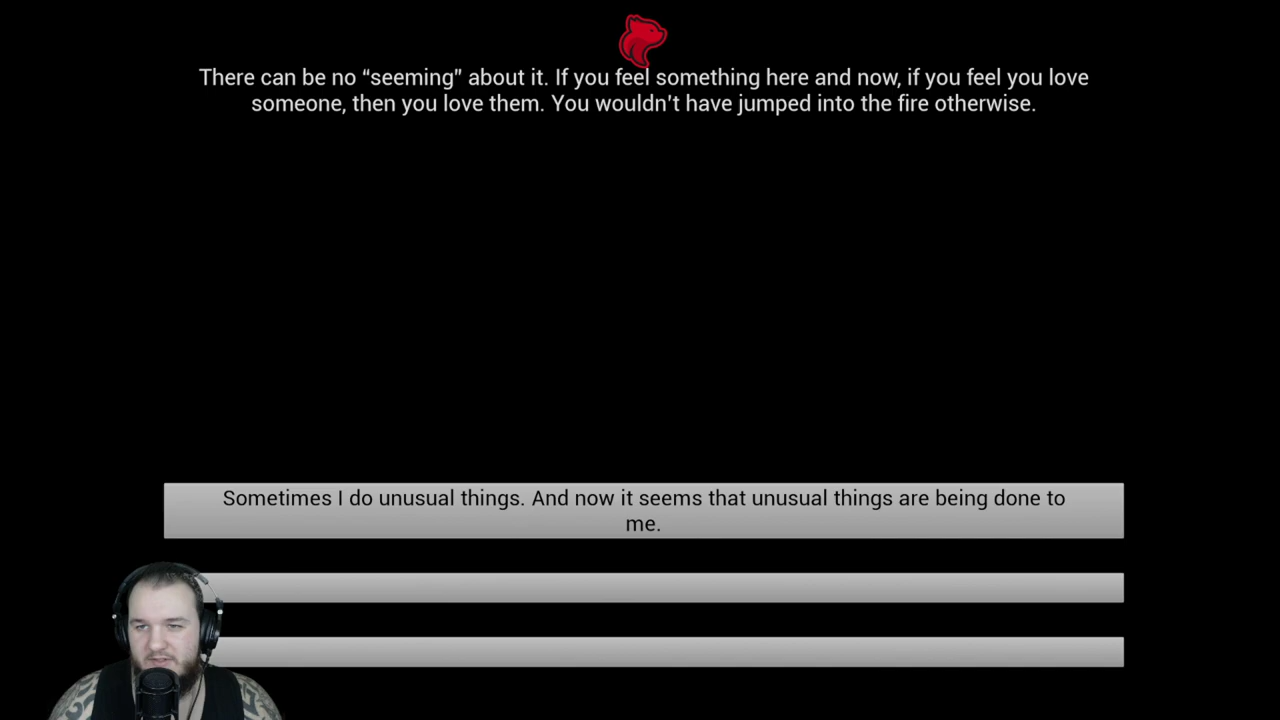 There can be no “seeming” about it. If you feel something here and now, if you feel you love
someone, then you love them. You wouldn't have jumped into the fire otherwise.
Sometimes I do unusual things. And now it seems that unusual things are being done to
me.